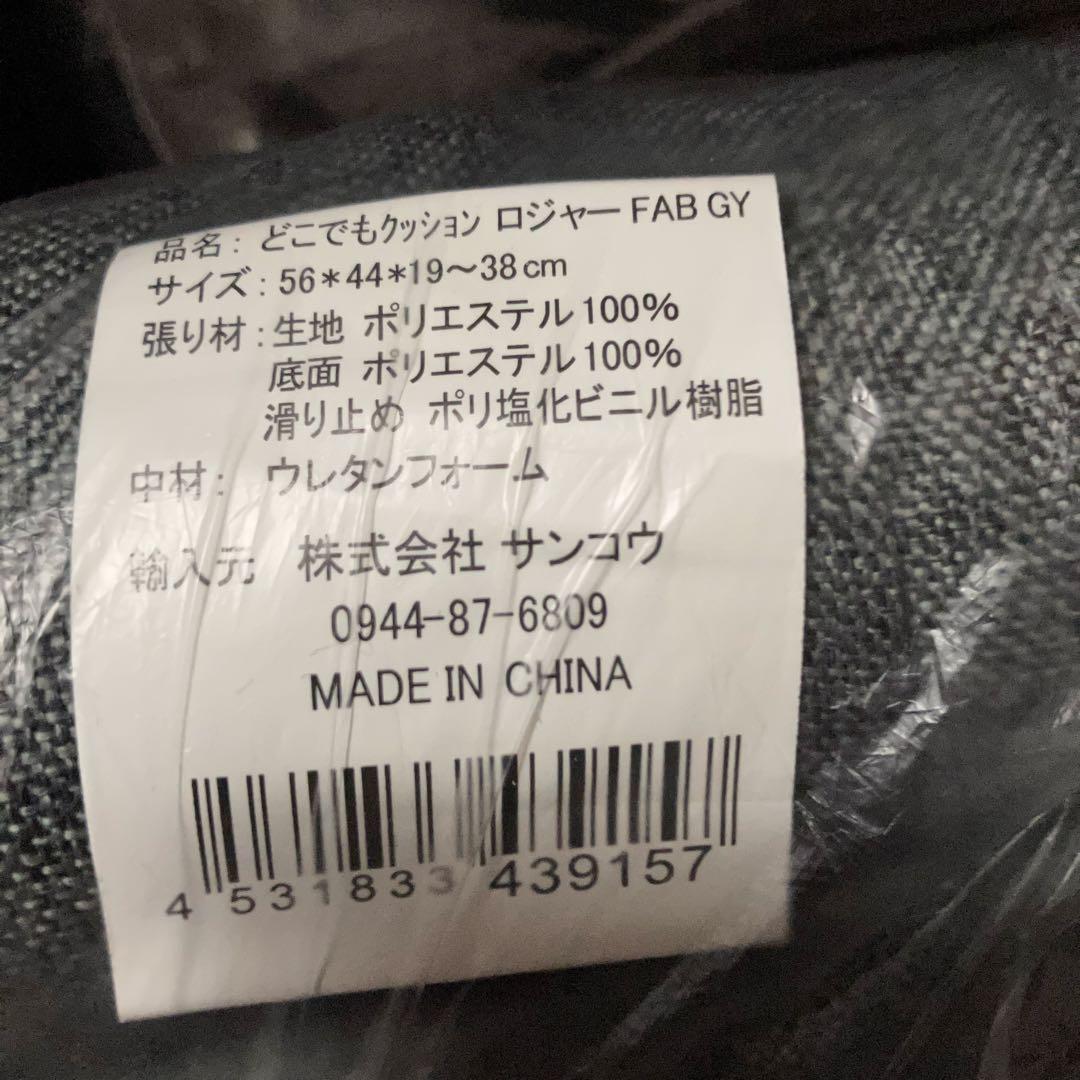 品名: どこでもクッション ロジャー FAB GY
サイズ: 56*44*19～38cm
張り材: 生地 ポリエステル100%
底面 ポリエステル100%
滑り止め ポリ塩化ビニル樹脂
中材: ウレタンフォーム
輸入元 株式会社 サンコウ
0944-87-6809
MADE IN CHINA
4 531833 439157